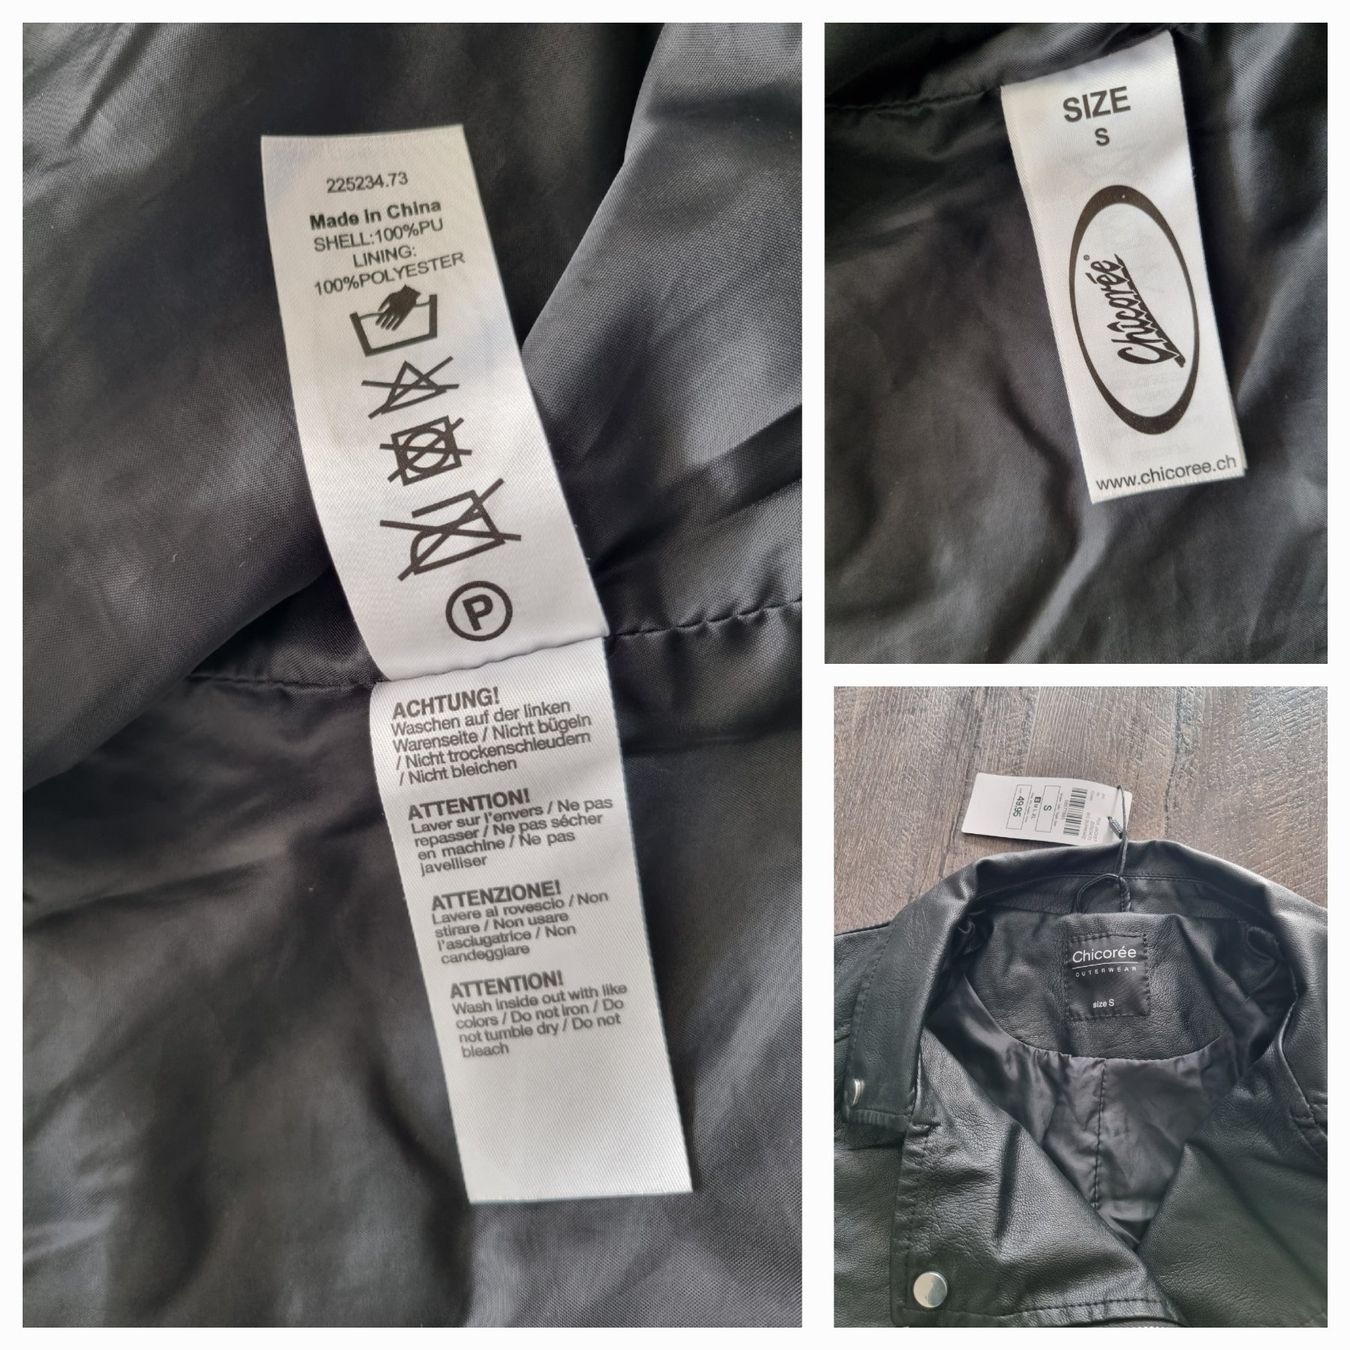 225234.73
Made In China
SHELL:100%PU
LINING:
100%POLYESTER
P
ACHTUNG!
Waschen auf der linken
Warenseite / Nicht bügeln
/ Nicht trockenschleudern
/ Nicht bleichen
ATTENTION!
Laver sur l'envers / Ne pas
repasser / Ne pas sécher
en machine / Ne pas
javelliser
ATTENZIONE!
Lavere al rovescio / Non
stirare / Non usare
l'asciugatrice / Non
candeggiare
ATTENTION!
Wash inside out with like
colors / Do not Iron / Do
not tumble dry / Do not
bleach
SIZE
S
Chicorée®
www.chicoree.ch
S
49.95
Chicorée
OUTERWEAR
size S